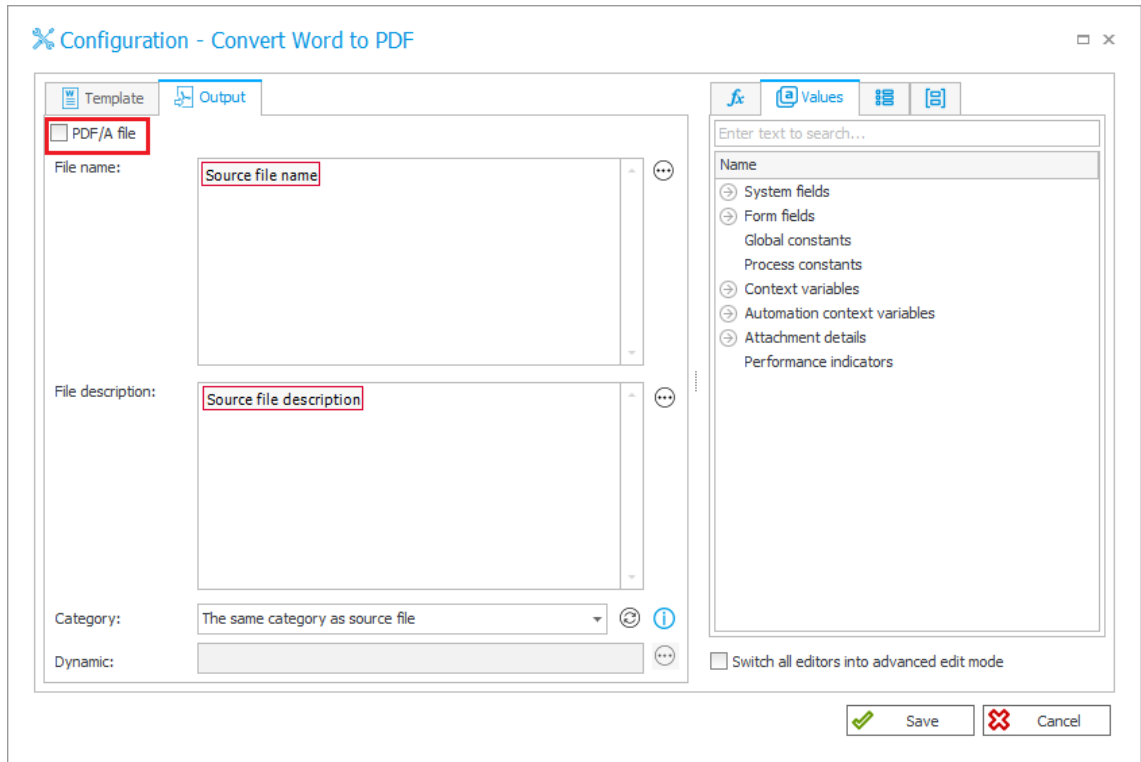 Configuration - Convert Word to PDF
Template
Output
PDF/A file
File name:
Source file name
File description:
Source file description
Category:
The same category as source file
Dynamic:
fx
Values
Enter text to search...
Name
System fields
Form fields
Global constants
Process constants
Context variables
Automation context variables
Attachment details
Performance indicators
Switch all editors into advanced edit mode
Save
Cancel